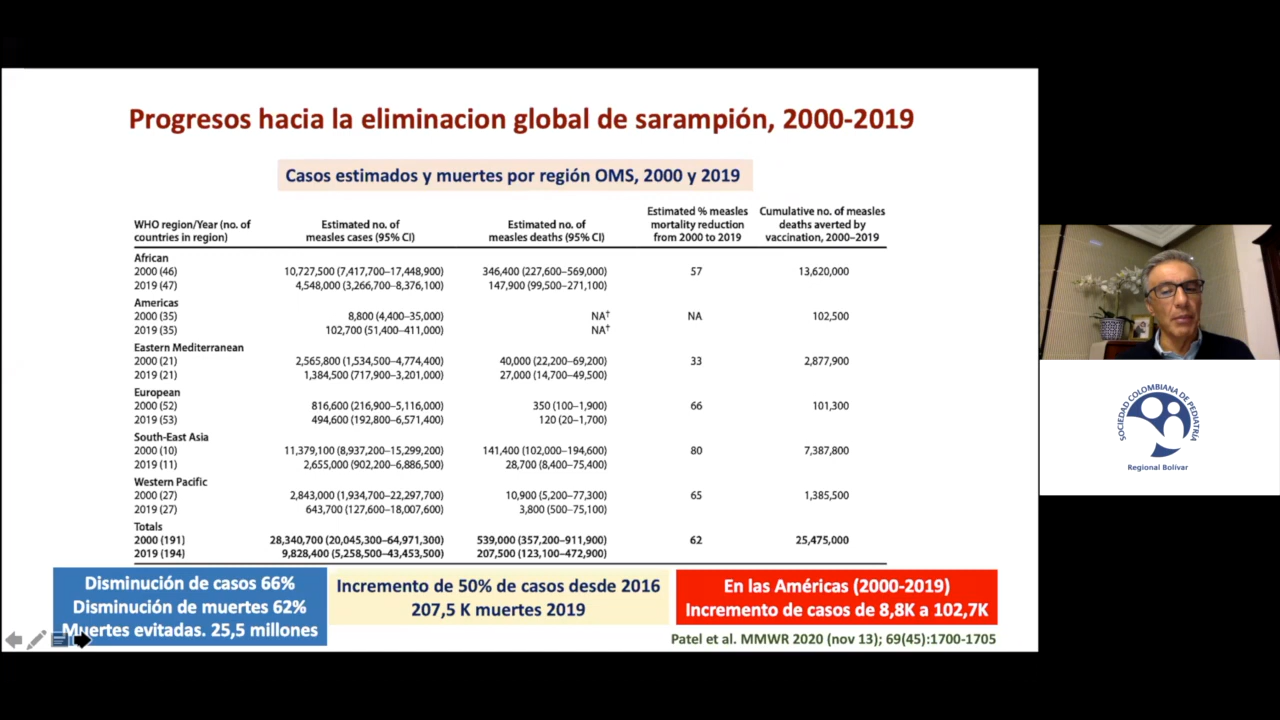 Progresos hacia la eliminacion global de sarampión, 2000-2019
Casos estimados y muertes por región OMS, 2000 y 2019
WHO region/Year (no. of countries in region) Estimated no. of measles cases (95% CI) Estimated no. of measles deaths (95% CI) Estimated % measles mortality reduction from 2000 to 2019 Cumulative no. of measles deaths averted by vaccination, 2000–2019
African
2000 (46) 10,727,500 (7,417,700–17,448,900) 346,400 (227,600–569,000) 57 13,620,000
2019 (47) 4,548,000 (3,266,700–8,376,100) 147,900 (99,500–271,100)
Americas
2000 (35) 8,800 (4,400–35,000) NA† NA 102,500
2019 (35) 102,700 (51,400–411,000) NA†
Eastern Mediterranean
2000 (21) 2,565,800 (1,534,500–4,774,400) 40,000 (22,200–69,200) 33 2,877,900
2019 (21) 1,384,500 (717,900–3,201,000) 27,000 (14,700–49,500)
European
2000 (52) 816,600 (216,900–5,116,000) 350 (100–1,900) 66 101,300
2019 (53) 494,600 (192,800–6,571,400) 120 (20–1,700)
South-East Asia
2000 (10) 11,379,100 (8,937,200–15,299,200) 141,400 (102,000–194,600) 80 7,387,800
2019 (11) 2,655,000 (902,200–6,886,500) 28,700 (8,400–75,400)
Western Pacific
2000 (27) 2,843,000 (1,934,700–22,297,700) 10,900 (5,200–77,300) 65 1,385,500
2019 (27) 643,700 (127,600–18,007,600) 3,800 (500–75,100)
Totals
2000 (191) 28,340,700 (20,045,300–64,971,300) 539,000 (357,200–911,900) 62 25,475,000
2019 (194) 9,828,400 (5,258,500–43,453,500) 207,500 (123,100–472,900)
Disminución de casos 66%
Disminución de muertes 62%
Muertes evitadas. 25,5 millones
Incremento de 50% de casos desde 2016
207,5 K muertes 2019
En las Américas (2000-2019)
Incremento de casos de 8,8K a 102,7K
Patel et al. MMWR 2020 (nov 13); 69(45):1700-1705
SOCIEDAD COLOMBIANA DE PEDIATRÍA
Regional Bolívar